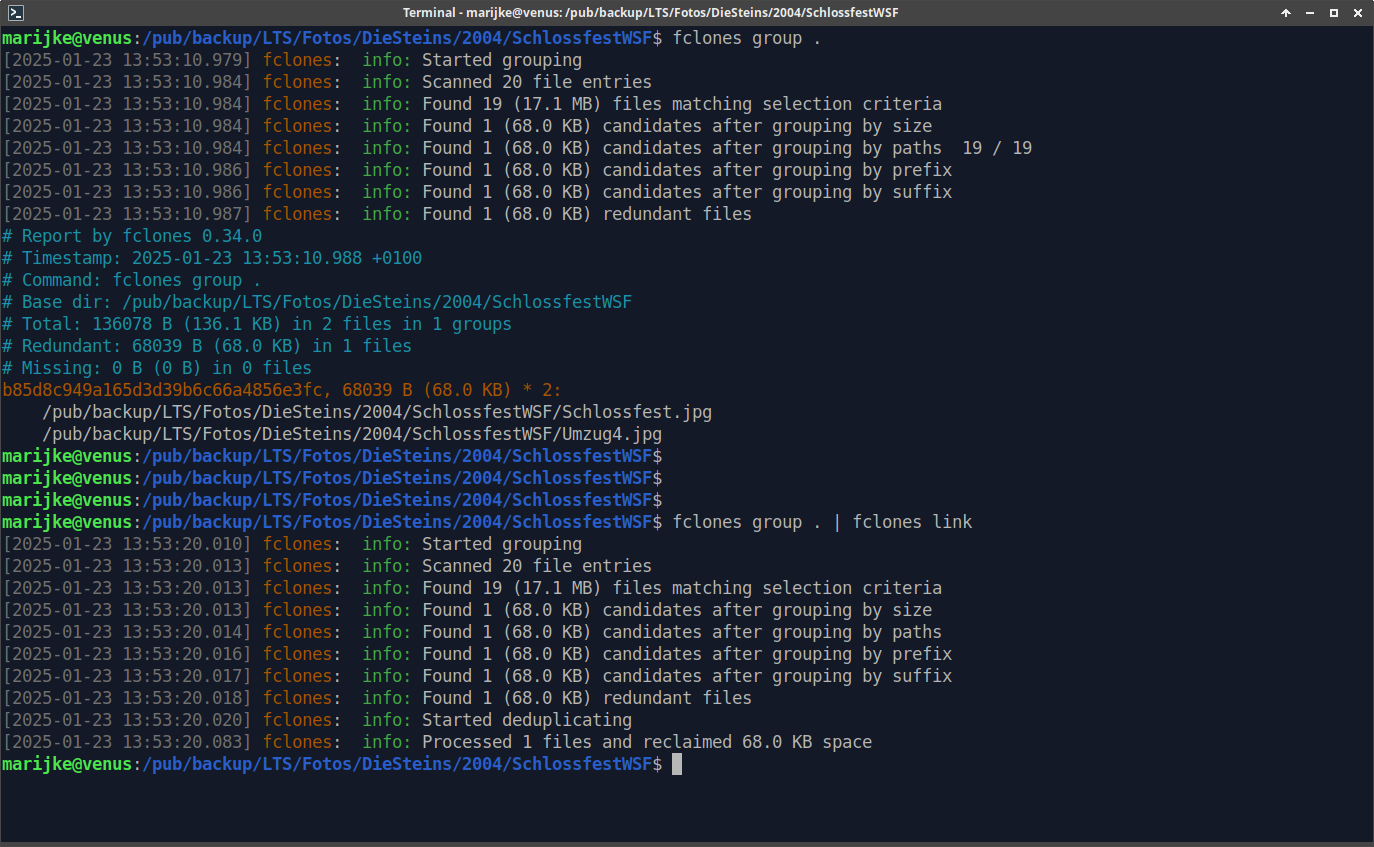 Terminal - marijke@venus: /pub/backup/LTS/Fotos/DieSteins/2004/SchlossfestWSF
marijke@venus:/pub/backup/LTS/Fotos/DieSteins/2004/SchlossfestWSF$ fclones group .
[2025-01-23 13:53:10.979] fclones:  info: Started grouping
[2025-01-23 13:53:10.984] fclones:  info: Scanned 20 file entries
[2025-01-23 13:53:10.984] fclones:  info: Found 19 (17.1 MB) files matching selection criteria
[2025-01-23 13:53:10.984] fclones:  info: Found 1 (68.0 KB) candidates after grouping by size
[2025-01-23 13:53:10.984] fclones:  info: Found 1 (68.0 KB) candidates after grouping by paths  19 / 19
[2025-01-23 13:53:10.986] fclones:  info: Found 1 (68.0 KB) candidates after grouping by prefix
[2025-01-23 13:53:10.986] fclones:  info: Found 1 (68.0 KB) candidates after grouping by suffix
[2025-01-23 13:53:10.987] fclones:  info: Found 1 (68.0 KB) redundant files
# Report by fclones 0.34.0
# Timestamp: 2025-01-23 13:53:10.988 +0100
# Command: fclones group .
# Base dir: /pub/backup/LTS/Fotos/DieSteins/2004/SchlossfestWSF
# Total: 136078 B (136.1 KB) in 2 files in 1 groups
# Redundant: 68039 B (68.0 KB) in 1 files
# Missing: 0 B (0 B) in 0 files
b85d8c949a165d3d39b6c66a4856e3fc, 68039 B (68.0 KB) * 2:
    /pub/backup/LTS/Fotos/DieSteins/2004/SchlossfestWSF/Schlossfest.jpg
    /pub/backup/LTS/Fotos/DieSteins/2004/SchlossfestWSF/Umzug4.jpg
marijke@venus:/pub/backup/LTS/Fotos/DieSteins/2004/SchlossfestWSF$
marijke@venus:/pub/backup/LTS/Fotos/DieSteins/2004/SchlossfestWSF$
marijke@venus:/pub/backup/LTS/Fotos/DieSteins/2004/SchlossfestWSF$
marijke@venus:/pub/backup/LTS/Fotos/DieSteins/2004/SchlossfestWSF$ fclones group . | fclones link
[2025-01-23 13:53:20.010] fclones:  info: Started grouping
[2025-01-23 13:53:20.013] fclones:  info: Scanned 20 file entries
[2025-01-23 13:53:20.013] fclones:  info: Found 19 (17.1 MB) files matching selection criteria
[2025-01-23 13:53:20.013] fclones:  info: Found 1 (68.0 KB) candidates after grouping by size
[2025-01-23 13:53:20.014] fclones:  info: Found 1 (68.0 KB) candidates after grouping by paths
[2025-01-23 13:53:20.016] fclones:  info: Found 1 (68.0 KB) candidates after grouping by prefix
[2025-01-23 13:53:20.017] fclones:  info: Found 1 (68.0 KB) candidates after grouping by suffix
[2025-01-23 13:53:20.018] fclones:  info: Found 1 (68.0 KB) redundant files
[2025-01-23 13:53:20.020] fclones:  info: Started deduplicating
[2025-01-23 13:53:20.083] fclones:  info: Processed 1 files and reclaimed 68.0 KB space
marijke@venus:/pub/backup/LTS/Fotos/DieSteins/2004/SchlossfestWSF$